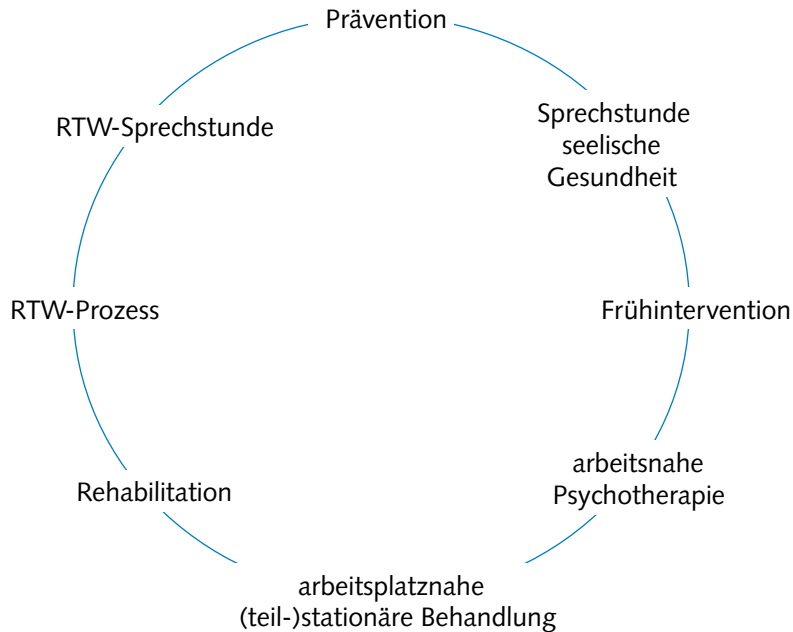 Prävention
Sprechstunde
seelische
Gesundheit
RTW-Sprechstunde
RTW-Prozess
Frühintervention
arbeitsnahe
Psychotherapie
Rehabilitation
arbeitsplatznahe
(teil-)stationäre Behandlung